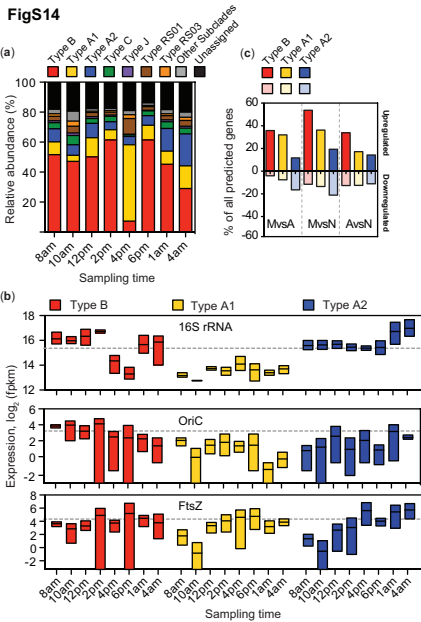 FigS14
(a)
Type B
Type A1
Type A2
Type C
Type J
Type RS01
Type RS03
Other Subclades
Unassigned
Relative abundance (%)
100
80
60
40
20
8am
10am
12pm
2pm
4pm
6pm
1am
4am
Sampling time
(c)
Type B
Type A1
Type A2
% of all predicted genes
60
40
20
0
-20
-40
-60
Upregulated
Downregulated
MvsA
MvsN
AvsN
(b)
Type B
Type A1
Type A2
Expression, log2 (fpkm)
16S rRNA
18
16
14
12
OriC
6
4
2
0
-2
FtsZ
8
6
4
2
0
-2
8am 10am 12pm 2pm 4pm 6pm 1am 4am 8am 10am 12pm 2pm 4pm 6pm 1am 4am 8am 10am 12pm 2pm 4pm 6pm 1am 4am
Sampling time